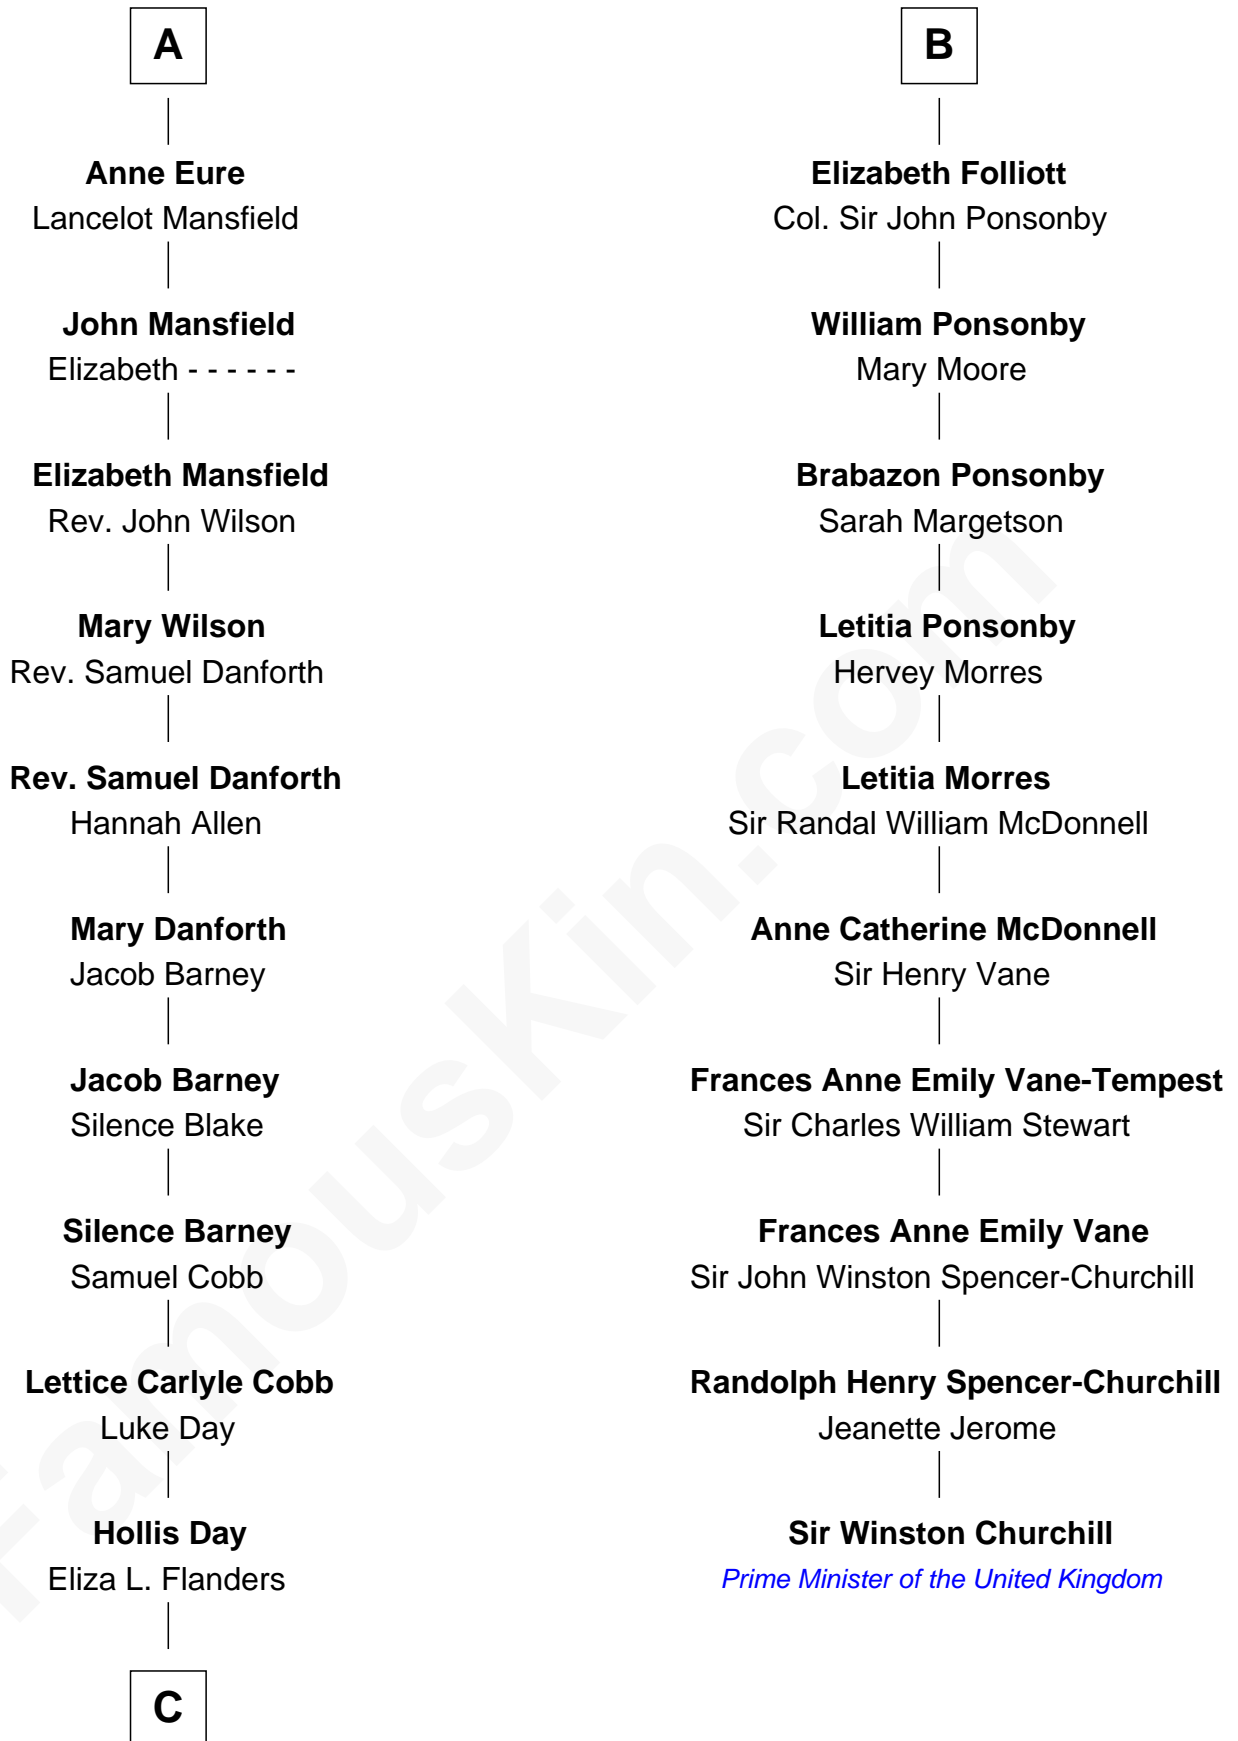 A
Anne Eure
Lancelot Mansfield
John Mansfield
Elizabeth - - - - - -
Elizabeth Mansfield
Rev. John Wilson
Mary Wilson
Rev. Samuel Danforth
Rev. Samuel Danforth
Hannah Allen
Mary Danforth
Jacob Barney
Jacob Barney
Silence Blake
Silence Barney
Samuel Cobb
Lettice Carlyle Cobb
Luke Day
Hollis Day
Eliza L. Flanders
C
B
Elizabeth Folliott
Col. Sir John Ponsonby
William Ponsonby
Mary Moore
Brabazon Ponsonby
Sarah Margetson
Letitia Ponsonby
Hervey Morres
Letitia Morres
Sir Randal William McDonnell
Anne Catherine McDonnell
Sir Henry Vane
Frances Anne Emily Vane-Tempest
Sir Charles William Stewart
Frances Anne Emily Vane
Sir John Winston Spencer-Churchill
Randolph Henry Spencer-Churchill
Jeanette Jerome
Sir Winston Churchill
Prime Minister of the United Kingdom
FamousKin.com